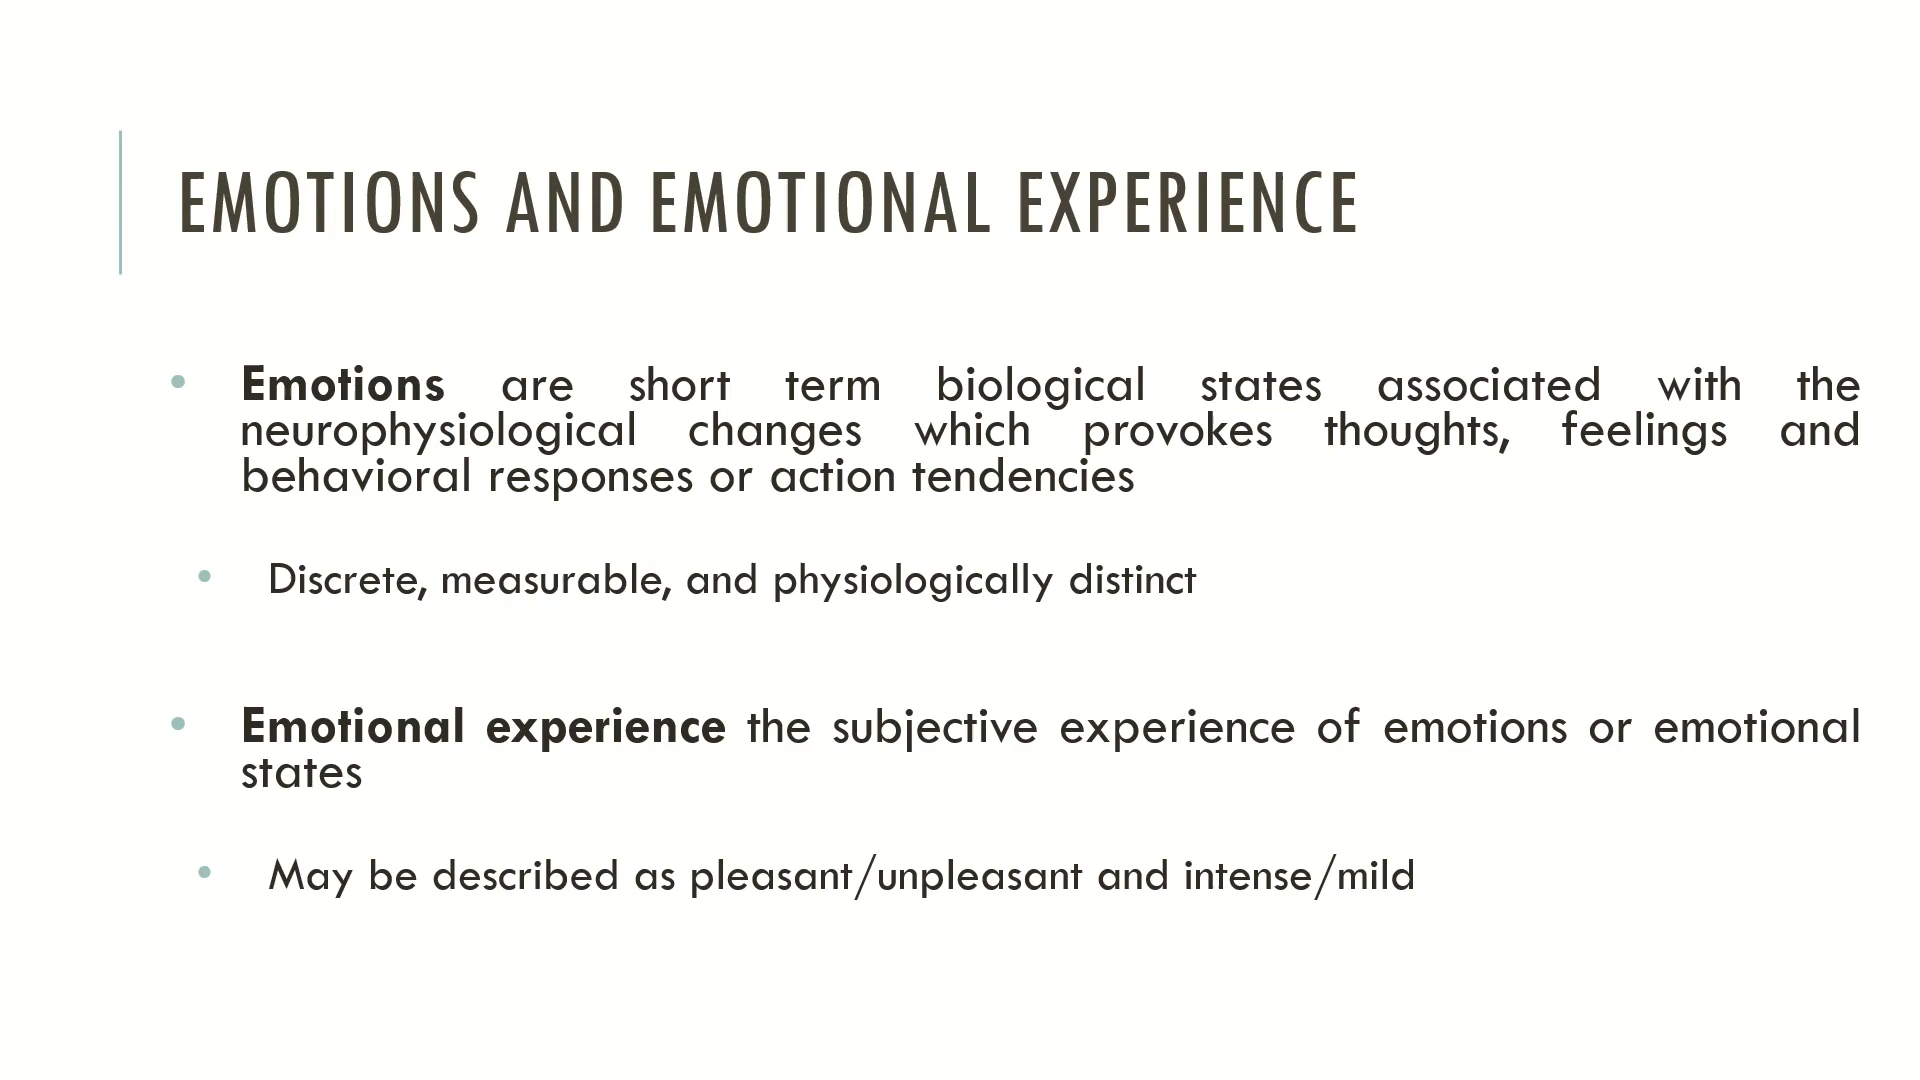 EMOTIONS AND EMOTIONAL EXPERIENCE
• Emotions are short term biological states associated with the
neurophysiological changes which provokes thoughts, feelings and
behavioral responses or action tendencies
• Discrete, measurable, and physiologically distinct
• Emotional experience the subjective experience of emotions or emotional
states
• May be described as pleasant/unpleasant and intense/mild